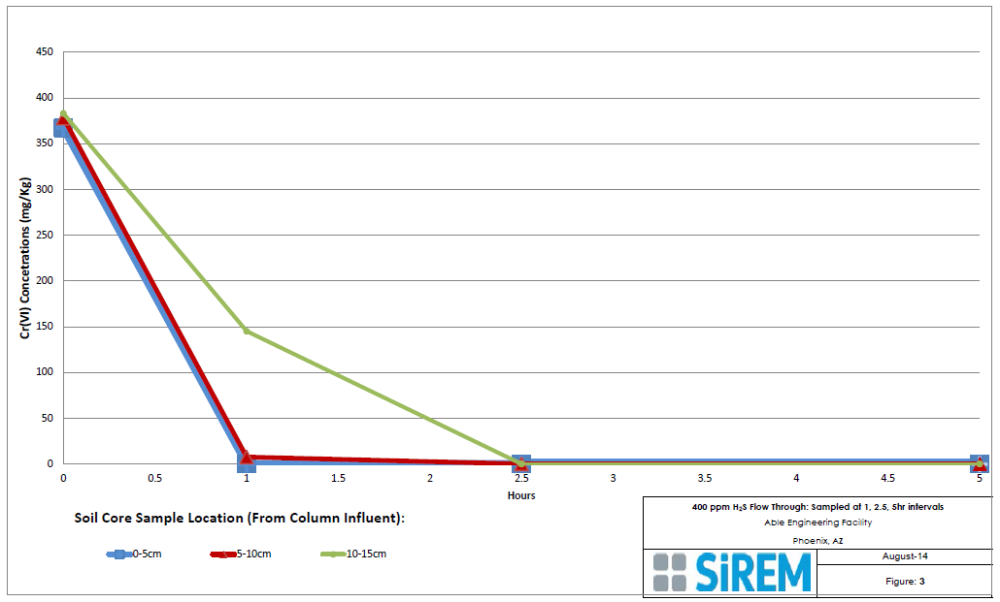 450
400
350
300
250
200
150
100
50
0
Cr(VI) Concetrations (mg/Kg)
0 0.5 1 1.5 2 2.5 3 3.5 4 4.5 5
Hours
Soil Core Sample Location (From Column Influent):
0-5cm 5-10cm 10-15cm
400 ppm H₂S Flow Through: Sampled at 1, 2.5, 5hr intervals
Able Engineering Facility
Phoenix, AZ
SiREM
August-14
Figure: 3